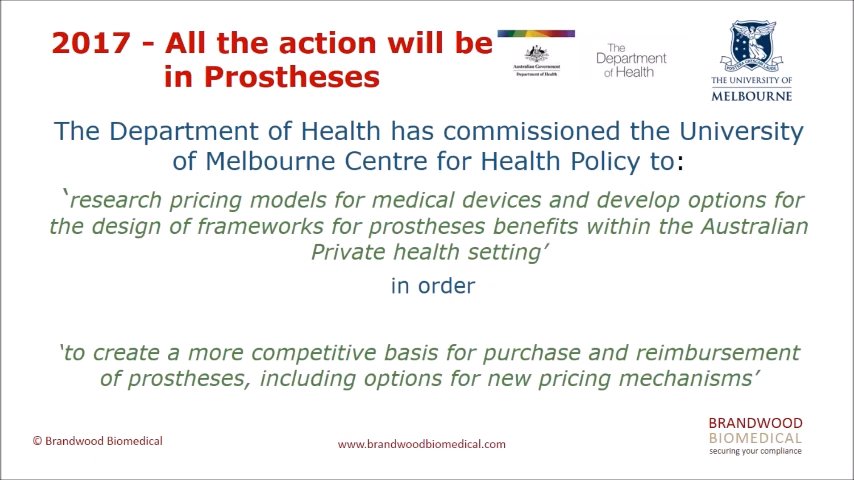 2017 - All the action will be
in Prostheses
Australian Government
Department of Health
The
Department
of Health
THE UNIVERSITY OF
MELBOURNE
The Department of Health has commissioned the University
of Melbourne Centre for Health Policy to:
‘research pricing models for medical devices and develop options for
the design of frameworks for prostheses benefits within the Australian
Private health setting’
in order
‘to create a more competitive basis for purchase and reimbursement
of prostheses, including options for new pricing mechanisms’
© Brandwood Biomedical
www.brandwoodbiomedical.com
BRANDWOOD
BIOMEDICAL
securing your compliance